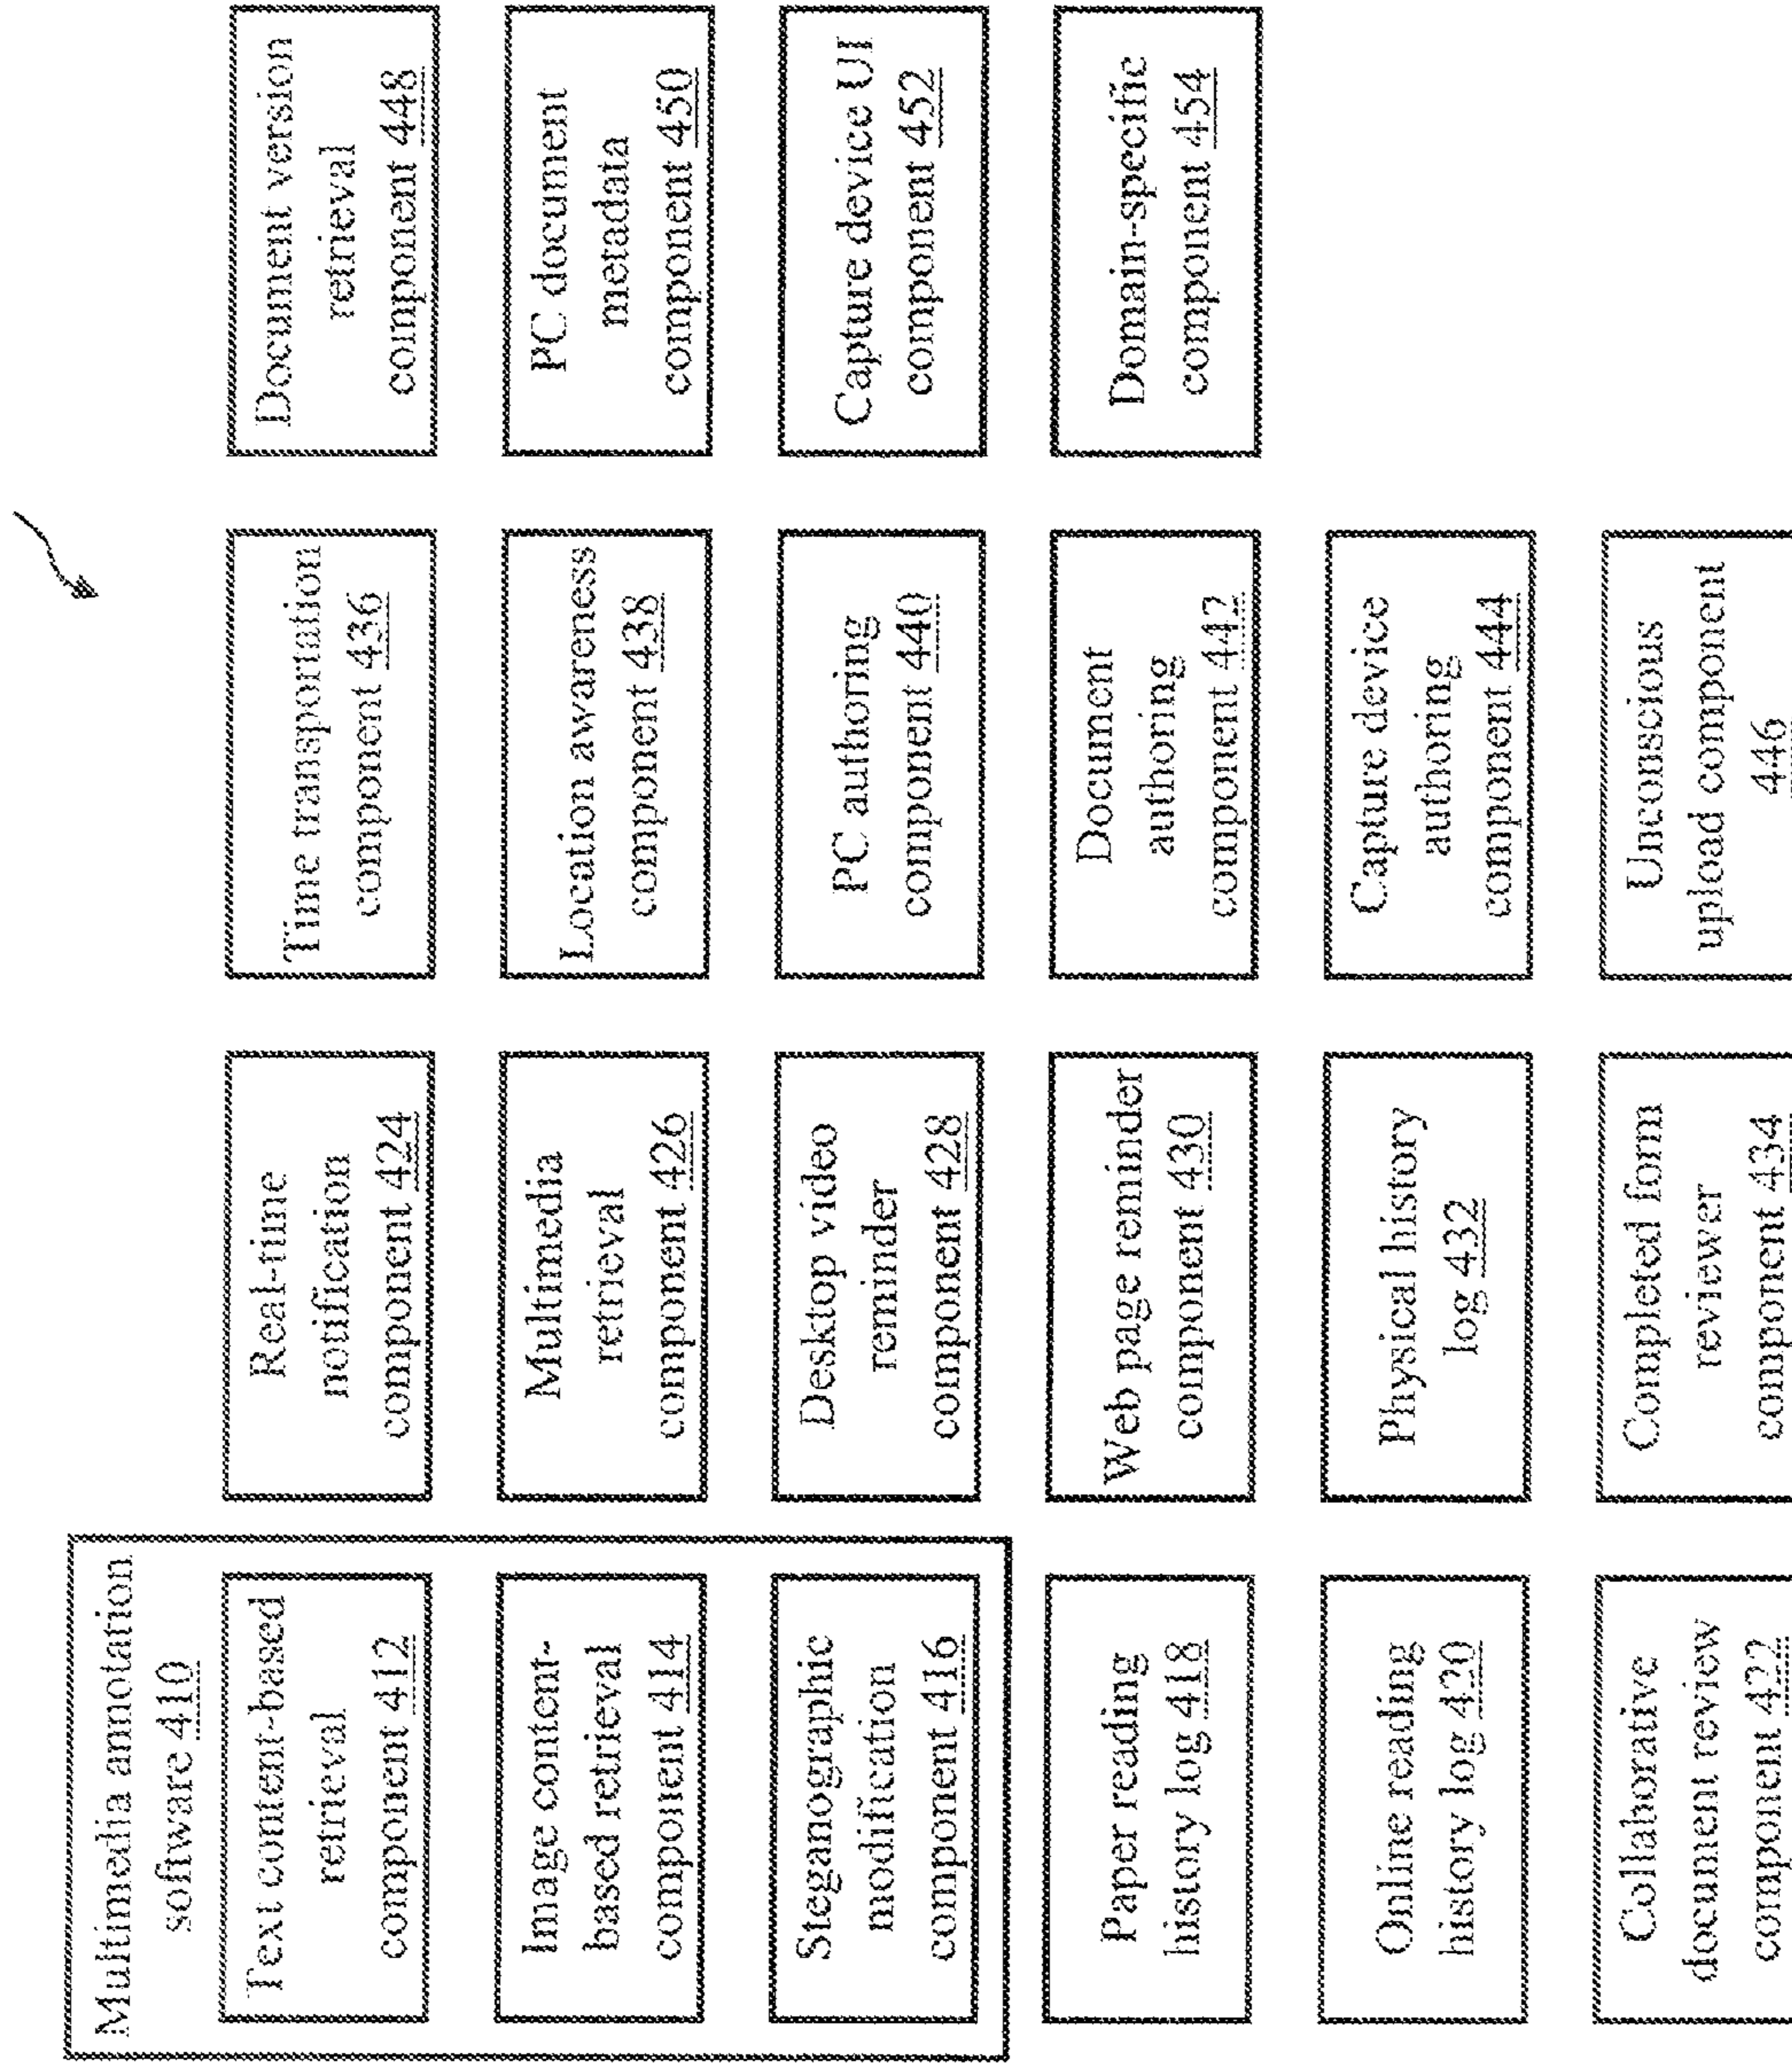 Multimedia annotation
software 410
Text content-based
retrieval
component 412
Image content-
based retrieval
component 414
Steganographic
modification
component 416
Paper reading
history log 418
Online reading
history log 420
Collaborative
document review
component 422
Real-time
notification
component 424
Multimedia
retrieval
component 426
Desktop video
reminder
component 428
Web page reminder
component 430
Physical history
log 432
Completed form
reviewer
component 434
Time transportation
component 436
Location awareness
component 438
PC authoring
component 440
Document
authoring
component 442
Capture device
authoring
component 444
Unconscious
upload component
446
Document version
retrieval
component 448
PC document
metadata
component 450
Capture device UI
component 452
Domain-specific
component 454